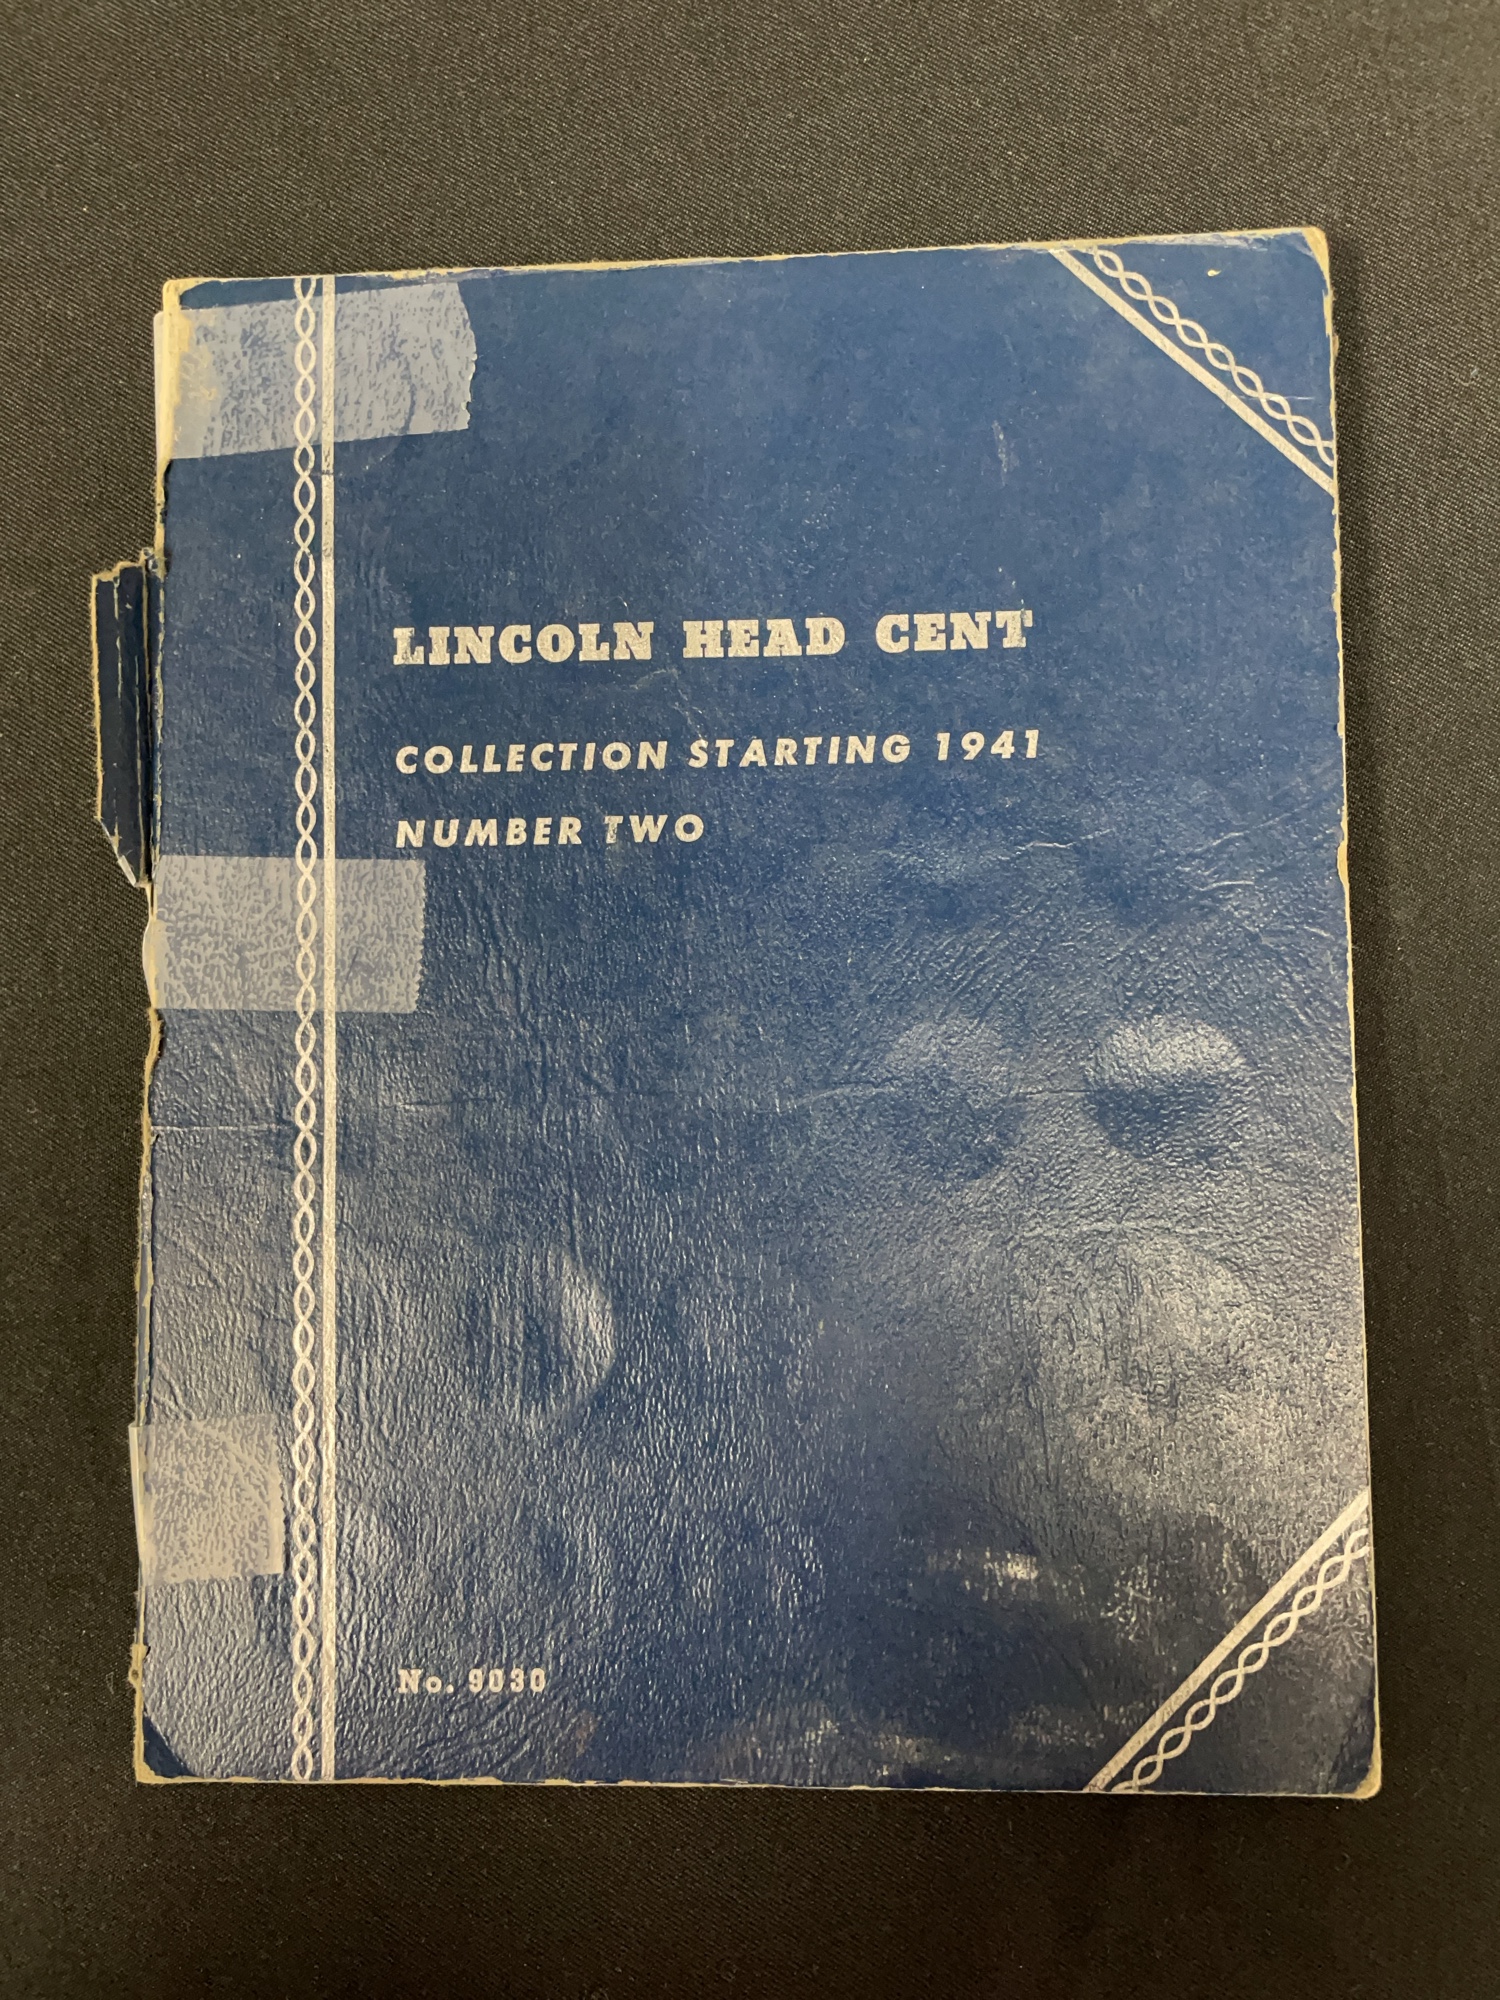 LINCOLN HEAD CENT
COLLECTION STARTING 1941
NUMBER TWO
No. 9030